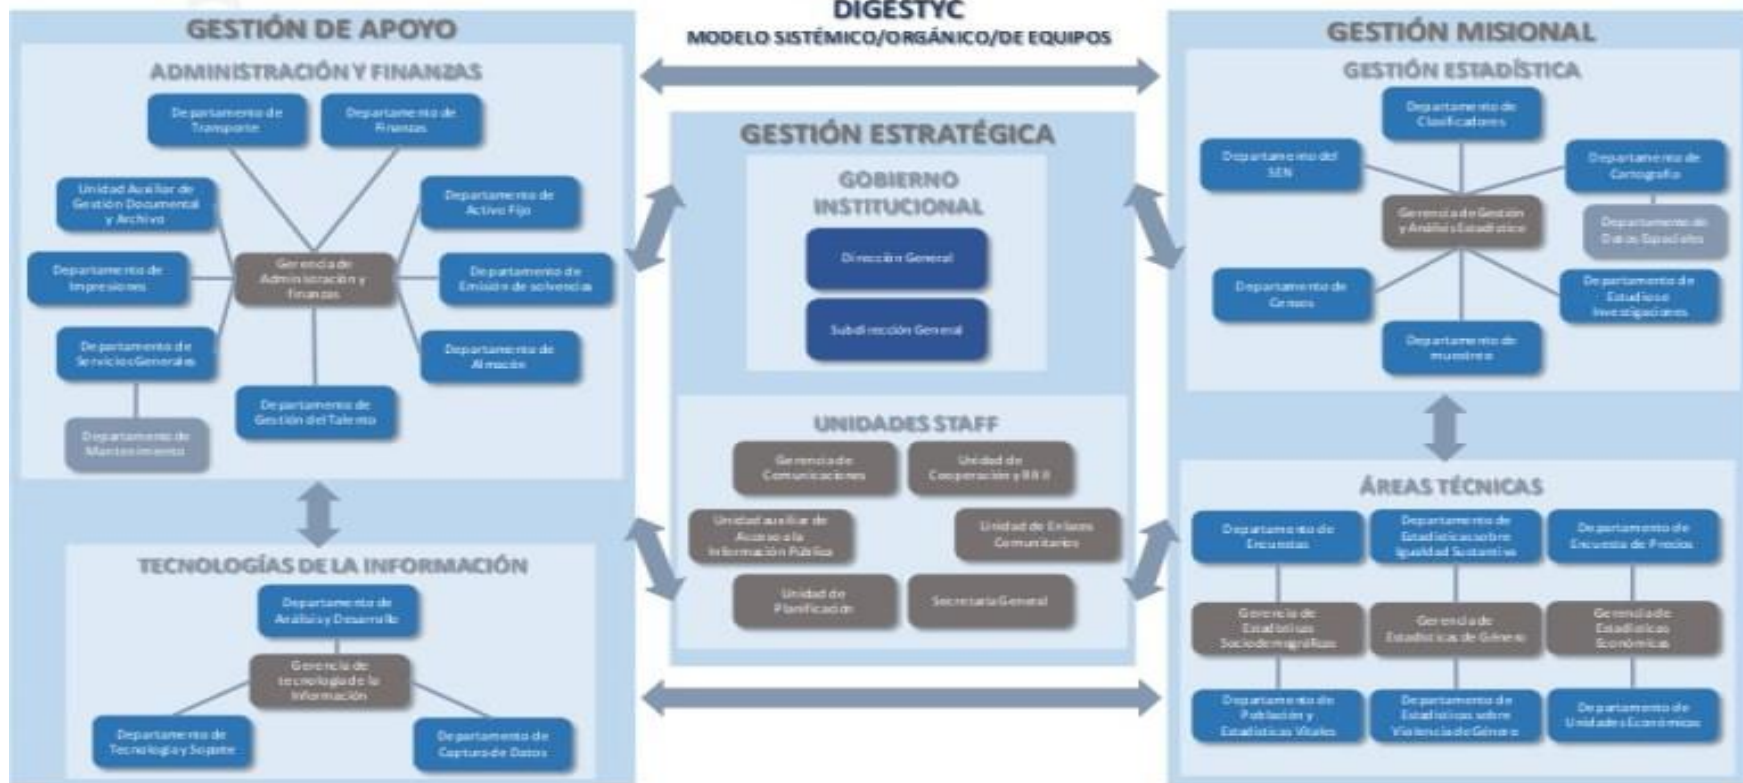 DIGESTYC
MODELO SISTÉMICO/ORGÁNICO/DE EQUIPOS
GESTIÓN DE APOYO
ADMINISTRACIÓN Y FINANZAS
Departamento de
Transporte
Departamento de
Finanzas
Unidad Auxiliar de
Gestión Documental
y Archivo
Departamento de
Activo Fijo
Departamento de
Impresiones
Gerencia de
Administración y
finanzas
Departamento de
Emisión de solvencias
Departamento de
Servicios Generales
Departamento de
Almacén
Departamento de
Gestión del Talento
Departamento de
Mantenimiento
TECNOLOGÍAS DE LA INFORMACIÓN
Departamento de
Análisis y Desarrollo
Gerencia de
tecnología de la
Información
Departamento de
Tecnología y Soporte
Departamento de
Captura de Datos
GESTIÓN ESTRATÉGICA
GOBIERNO
INSTITUCIONAL
Dirección General
Subdirección General
UNIDADES STAFF
Gerencia de
Comunicaciones
Unidad de
Cooperación y RR II
Unidad auxiliar de
Acceso a la
Información Pública
Unidad de Enlaces
Comunitarios
Unidad de
Planificación
Secretaría General
GESTIÓN MISIONAL
GESTIÓN ESTADÍSTICA
Departamento de
Clasificadores
Departamento del
SEN
Departamento de
Cartografía
Gerencia de Gestión
y Análisis Estadístico
Departamento de
Datos Espaciales
Departamento de
Censos
Departamento de
Estudios e
Investigaciones
Departamento de
muestreo
ÁREAS TÉCNICAS
Departamento de
Encuestas
Departamento de
Estadísticas sobre
Igualdad Sustantiva
Departamento de
Encuesta de Precios
Gerencia de
Estadísticas
Sociodemográficas
Gerencia de
Estadísticas de Género
Gerencia de
Estadísticas
Económicas
Departamento de
Población y
Estadísticas Vitales
Departamento de
Estadísticas sobre
Violencia de Género
Departamento de
Unidades Económicas